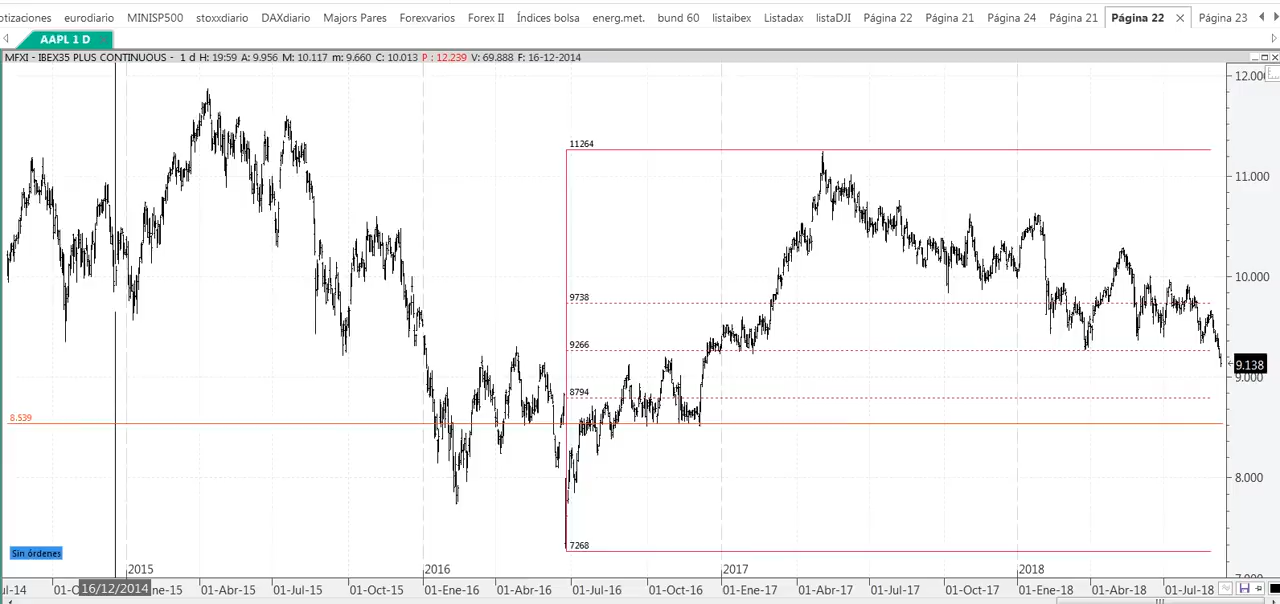 otizaciones eurodiario MINISP500 stoxxdiario DAXdiario Majors Pares Forexvarios Forex II Índices bolsa energ.met. bund 60 listaibex Listadax listaDJI Página 22 Página 21 Página 24 Página 21 Página 22 Página 23
AAPL 1 D
MFXI - IBEX35 PLUS CONTINUOUS - 1 d H: 19:59 A: 9.956 M: 10.117 m: 9.660 C: 10.013 P : 12.239 V: 69.888 F: 16-12-2014
12.000
11264
11.000
10.000
9738
9266
9.138
9.000
8794
8.539
8.000
7268
Sin órdenes
7.000
2015 2016 2017 2018
ul-14 01-O 16/12/2014 ne-15 01-Abr-15 01-Jul-15 01-Oct-15 01-Ene-16 01-Abr-16 01-Jul-16 01-Oct-16 01-Ene-17 01-Abr-17 01-Jul-17 01-Oct-17 01-Ene-18 01-Abr-18 01-Jul-18